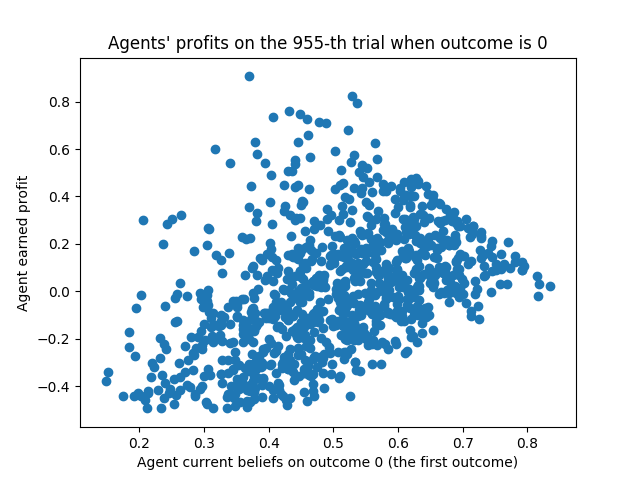 Agents' profits on the 955-th trial when outcome is 0
Agent earned profit
0.8
0.6
0.4
0.2
0.0
−0.2
−0.4
0.2 0.3 0.4 0.5 0.6 0.7 0.8
Agent current beliefs on outcome 0 (the first outcome)